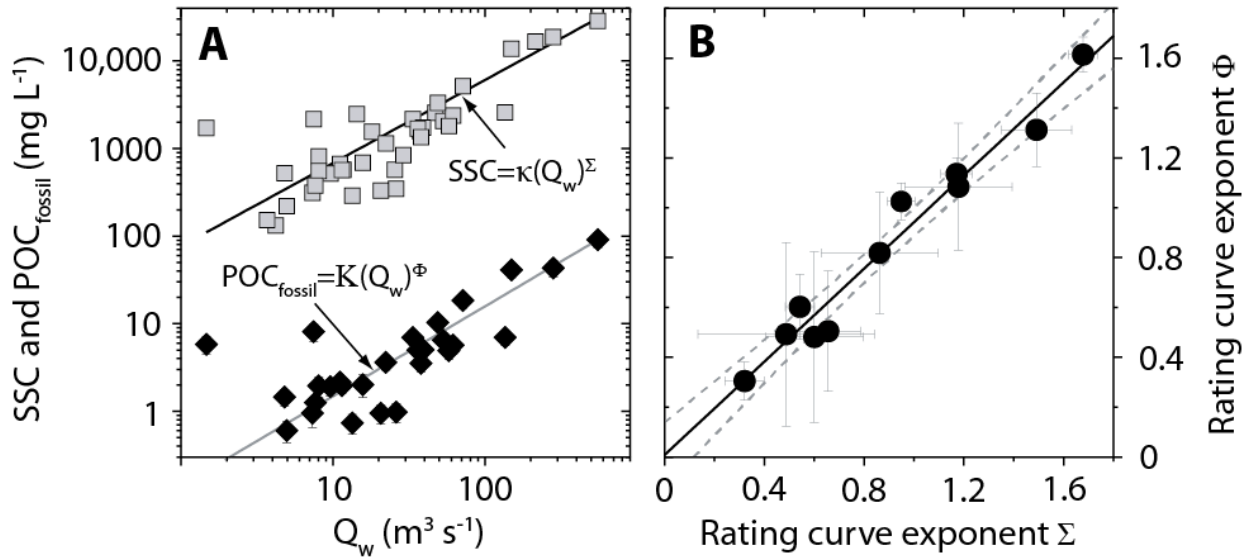 A
SSC and POC_fossil (mg L⁻¹)
10,000
1000
100
10
1
SSC=κ(Q_w)^Σ
POC_fossil=K(Q_w)^Φ
10
100
Q_w (m³ s⁻¹)
B
Rating curve exponent Φ
1.6
1.2
0.8
0.4
0
0
0.4
0.8
1.2
1.6
Rating curve exponent Σ